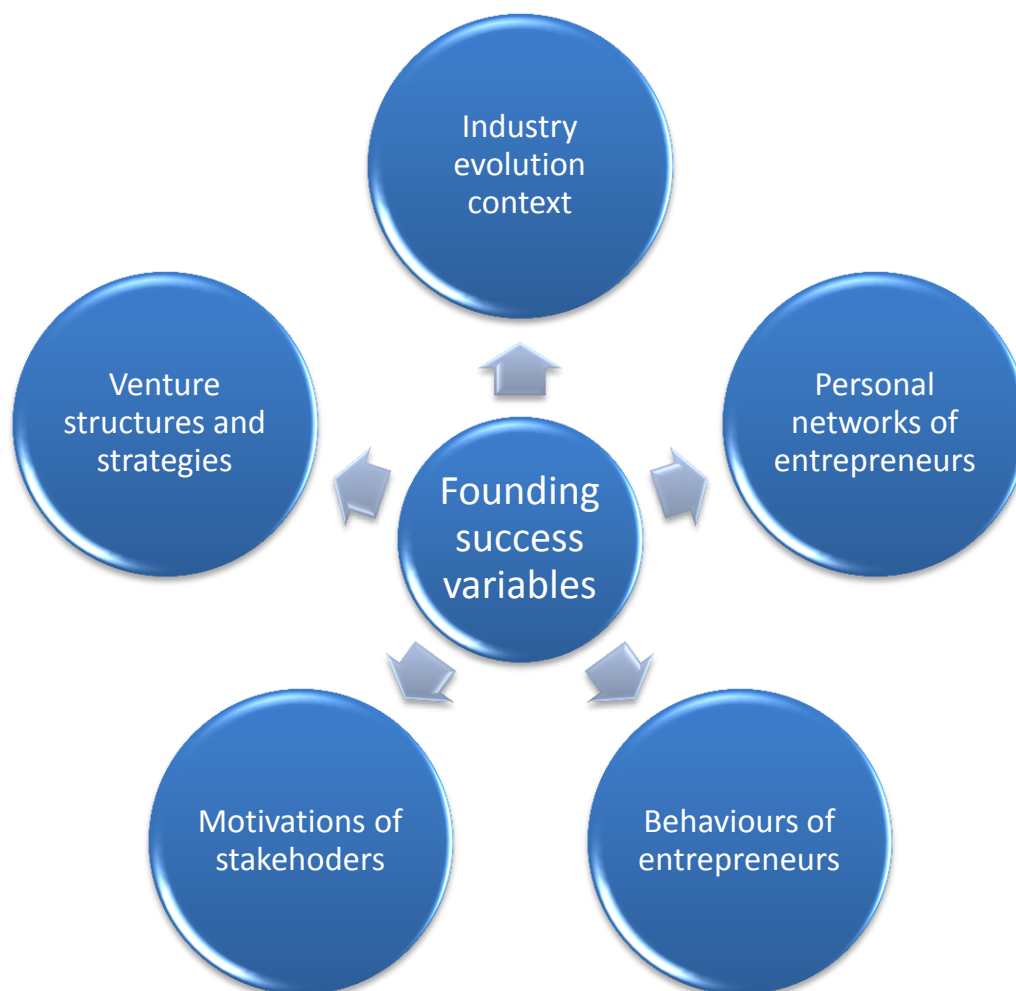 Industry
evolution
context
Personal
networks of
entrepreneurs
Behaviours of
entrepreneurs
Motivations of
stakehoders
Venture
structures and
strategies
Founding
success
variables